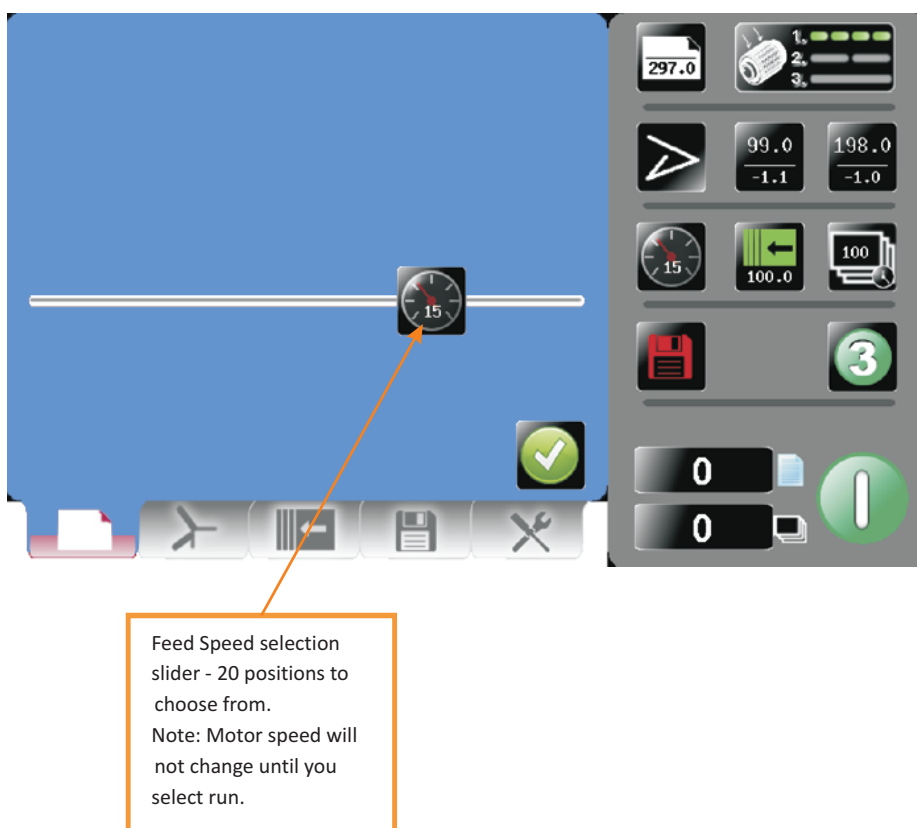 297.0
1.
2.
3.
99.0
-1.1
198.0
-1.0
15
100.0
100
15
3
0
0
Feed Speed selection
slider - 20 positions to
choose from.
Note: Motor speed will
not change until you
select run.